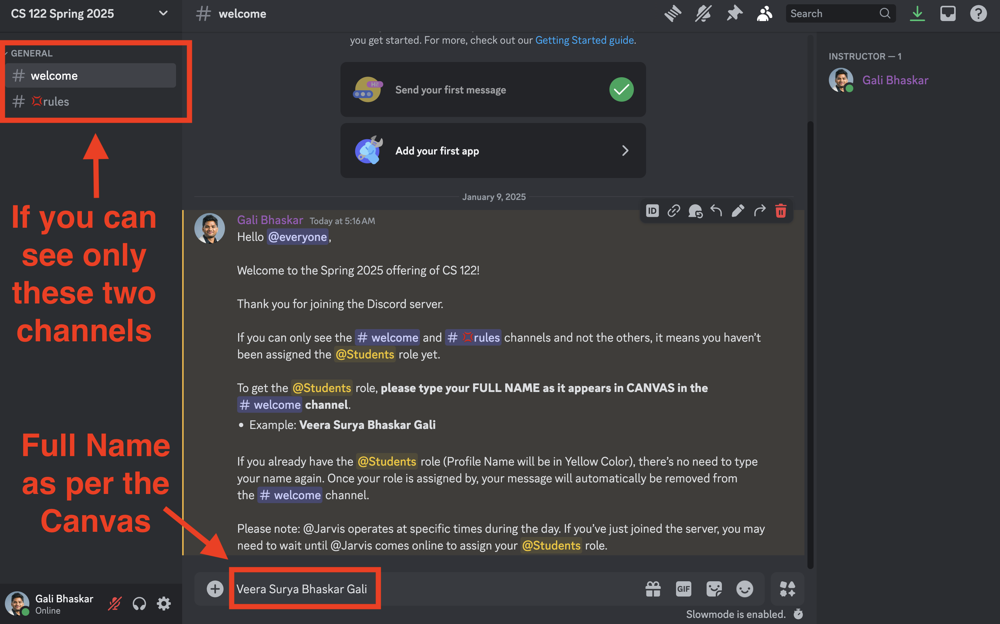 CS 122 Spring 2025
welcome
Search
GENERAL
welcome
rules
you get started. For more, check out our Getting Started guide.
INSTRUCTOR — 1
Gali Bhaskar
Hi!
Send your first message
Add your first app
If you can
see only
these two
channels
January 9, 2025
ID
Gali Bhaskar Today at 5:16 AM
Hello @everyone,
Welcome to the Spring 2025 offering of CS 122!
Thank you for joining the Discord server.
If you can only see the # welcome and # rules channels and not the others, it means you haven’t
been assigned the @Students role yet.
To get the @Students role, please type your FULL NAME as it appears in CANVAS in the
# welcome channel.
• Example: Veera Surya Bhaskar Gali
If you already have the @Students role (Profile Name will be in Yellow Color), there’s no need to type
your name again. Once your role is assigned by, your message will automatically be removed from
the # welcome channel.
Please note: @Jarvis operates at specific times during the day. If you’ve just joined the server, you may
need to wait until @Jarvis comes online to assign your @Students role.
Full Name
as per the
Canvas
Veera Surya Bhaskar Gali
GIF
Gali Bhaskar
Online
Slowmode is enabled.